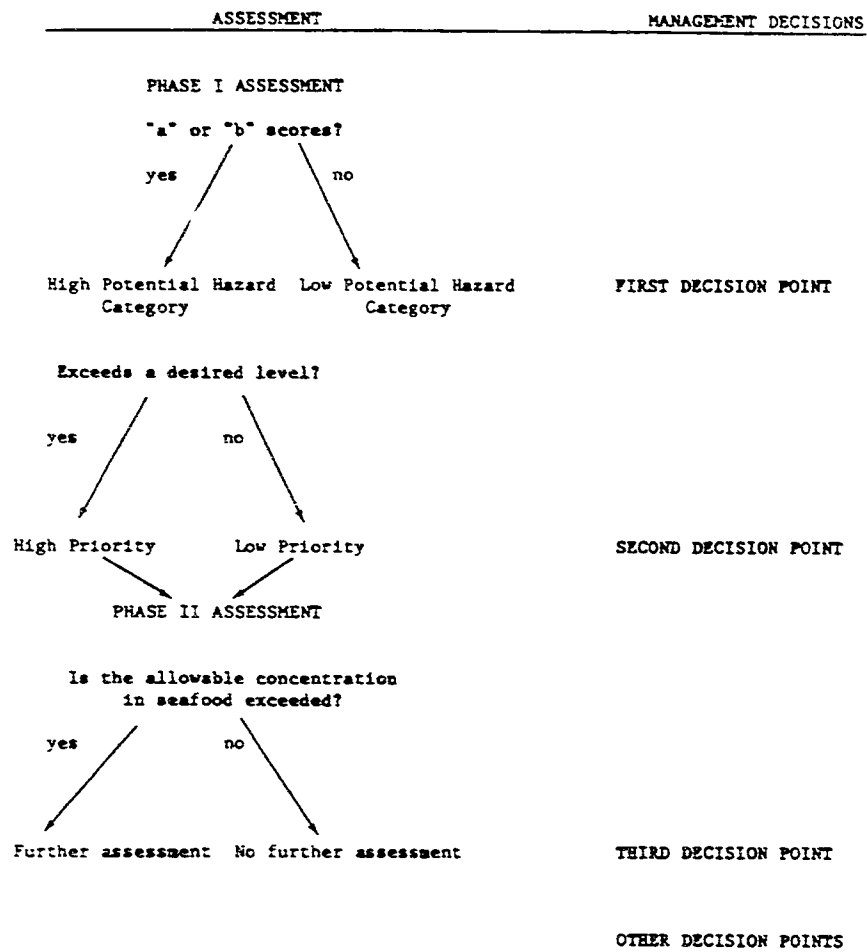 ASSESSMENT MANAGEMENT DECISIONS
PHASE I ASSESSMENT
"a" or "b" scores?
yes no
High Potential Hazard Low Potential Hazard FIRST DECISION POINT
Category Category
Exceeds a desired level?
yes no
High Priority Low Priority SECOND DECISION POINT
PHASE II ASSESSMENT
Is the allowable concentration
in seafood exceeded?
yes no
Further assessment No further assessment THIRD DECISION POINT
OTHER DECISION POINTS